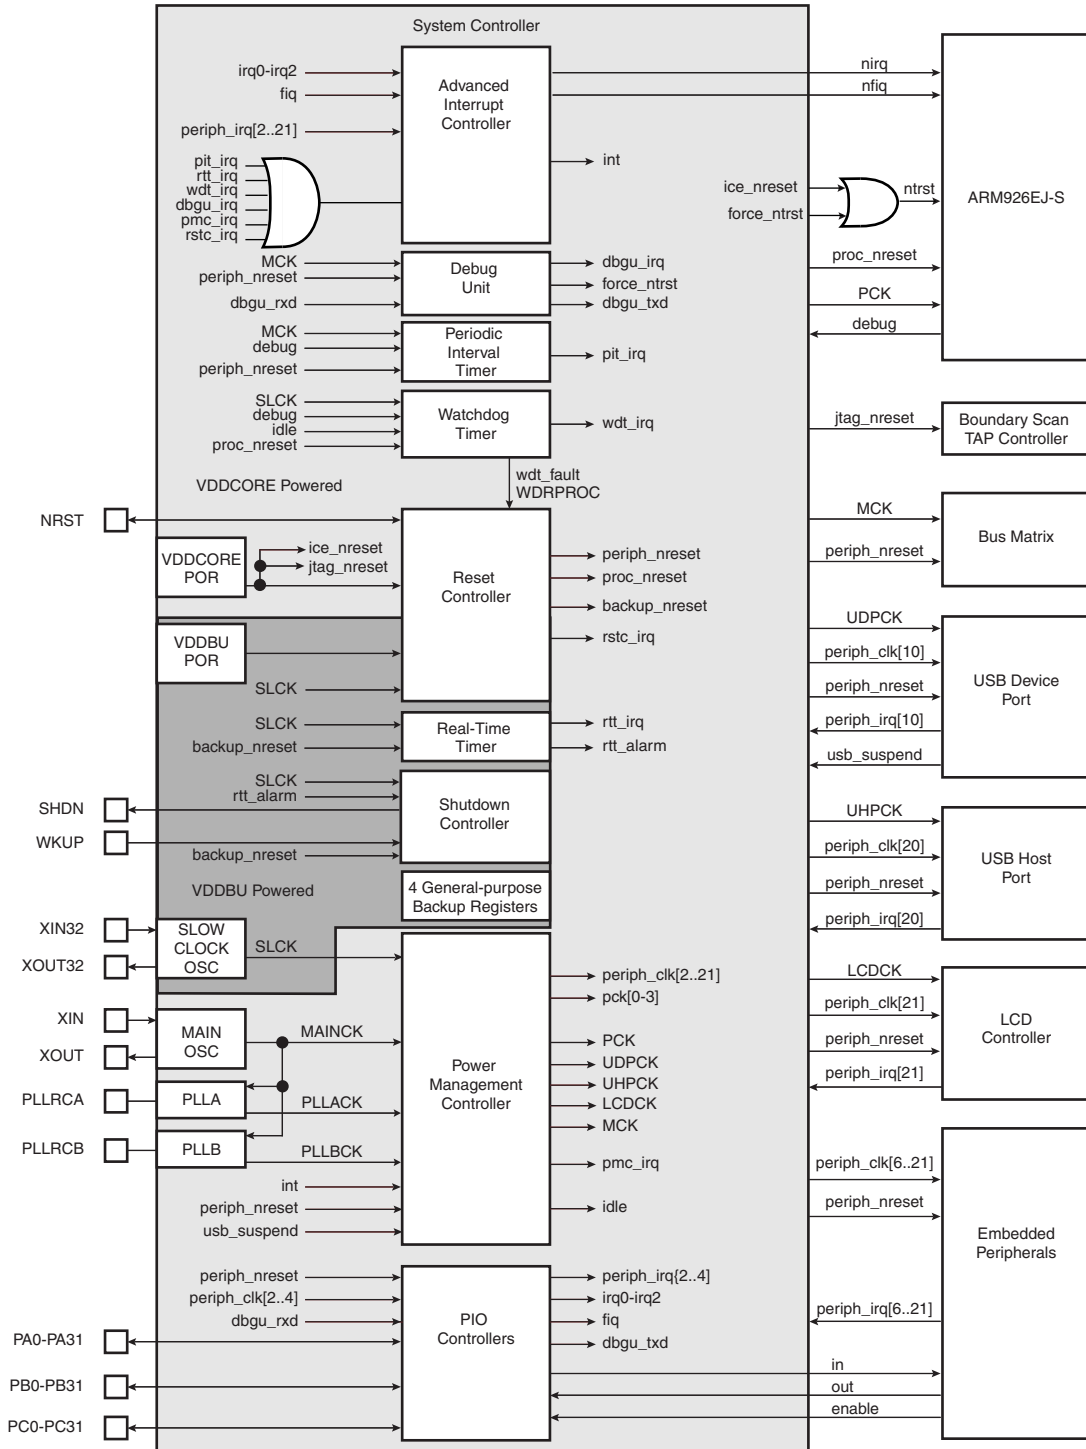 System Controller
irq0-irq2
fiq
periph_irq[2..21]
pit_irq
rtt_irq
wdt_irq
dbgu_irq
pmc_irq
rstc_irq
Advanced
Interrupt
Controller
int
nirq
nfiq
ice_nreset
force_ntrst
ntrst
ARM926EJ-S
proc_nreset
PCK
debug
MCK
periph_nreset
dbgu_rxd
Debug
Unit
dbgu_irq
force_ntrst
dbgu_txd
MCK
debug
periph_nreset
Periodic
Interval
Timer
pit_irq
SLCK
debug
idle
proc_nreset
Watchdog
Timer
wdt_irq
wdt_fault
WDRPROC
jtag_nreset
Boundary Scan
TAP Controller
VDDCORE Powered
NRST
VDDCORE
POR
ice_nreset
jtag_nreset
Reset
Controller
periph_nreset
proc_nreset
backup_nreset
rstc_irq
MCK
periph_nreset
Bus Matrix
VDDBU
POR
SLCK
UDPCK
periph_clk[10]
periph_nreset
periph_irq[10]
usb_suspend
USB Device
Port
SLCK
backup_nreset
Real-Time
Timer
rtt_irq
rtt_alarm
SLCK
rtt_alarm
SHDN
WKUP
backup_nreset
Shutdown
Controller
UHPCK
periph_clk[20]
periph_nreset
periph_irq[20]
USB Host
Port
VDDBU Powered
4 General-purpose
Backup Registers
XIN32
XOUT32
SLOW
CLOCK
OSC
SLCK
XIN
XOUT
MAIN
OSC
MAINCK
PLLRCA
PLLA
PLLACK
PLLRCB
PLLB
PLLBCK
int
periph_nreset
usb_suspend
Power
Management
Controller
periph_clk[2..21]
pck[0-3]
PCK
UDPCK
UHPCK
LCDCK
MCK
pmc_irq
idle
LCDCK
periph_clk[21]
periph_nreset
periph_irq[21]
LCD
Controller
periph_clk[6..21]
periph_nreset
periph_irq[6..21]
in
out
enable
Embedded
Peripherals
periph_nreset
periph_clk[2..4]
dbgu_rxd
PA0-PA31
PB0-PB31
PC0-PC31
PIO
Controllers
periph_irq{2..4]
irq0-irq2
fiq
dbgu_txd